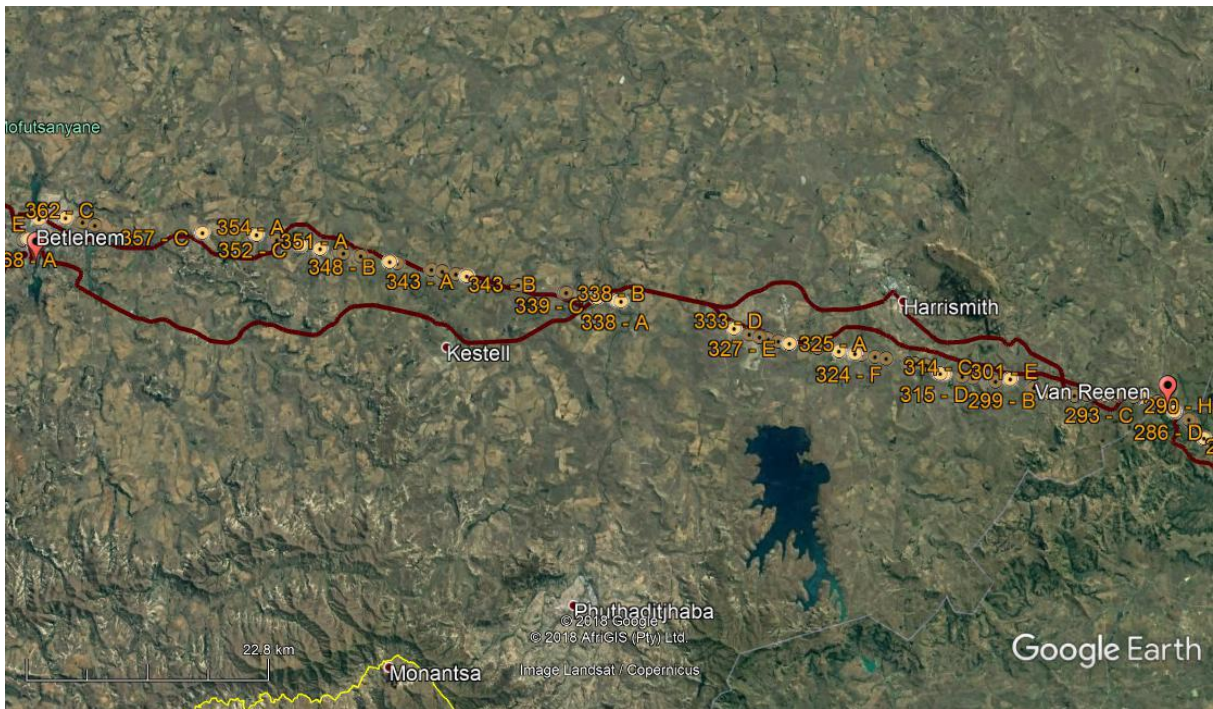 Mofutsanyane
362 - C
E
Betlehem
68 - A
357 - C
354 - A
352 - C
351 - A
348 - B
343 - A
343 - B
339 - C
338 - B
338 - A
333 - D
327 - E
325 - A
324 - F
Harrismith
Kestell
314 - C
315 - D
301 - E
299 - B
Van Reenen
293 - C
290 - H
286 - D
2
Phuthaditjhaba
© 2018 Google
© 2018 AfriGIS (Pty) Ltd.
Image Landsat / Copernicus
Google Earth
22.8 km
Monantsa